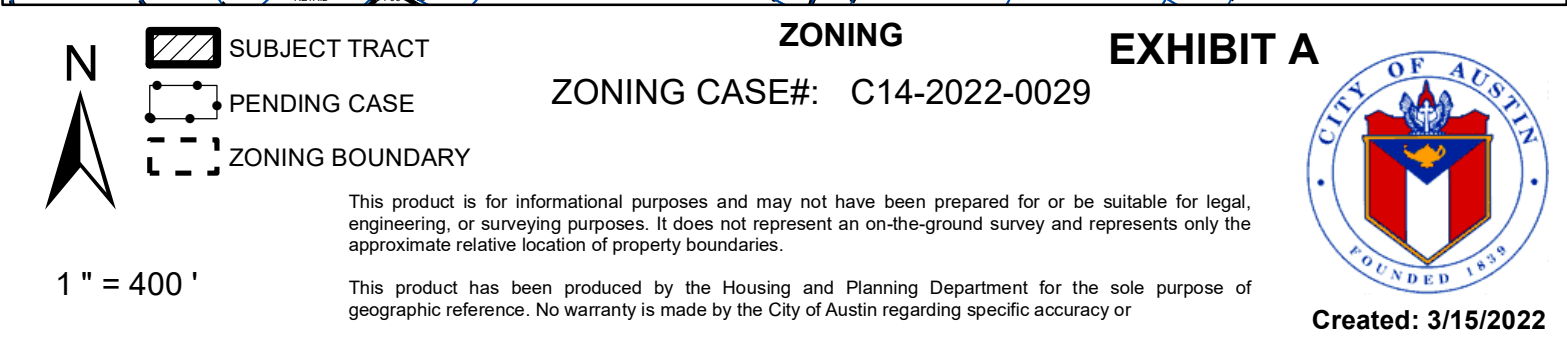 ZONING
EXHIBIT A
ZONING CASE#: C14-2022-0029
N
SUBJECT TRACT
PENDING CASE
ZONING BOUNDARY
1 " = 400 '
This product is for informational purposes and may not have been prepared for or be suitable for legal,
engineering, or surveying purposes. It does not represent an on-the-ground survey and represents only the
approximate relative location of property boundaries.
This product has been produced by the Housing and Planning Department for the sole purpose of
geographic reference. No warranty is made by the City of Austin regarding specific accuracy or
CITY OF AUSTIN
FOUNDED 1839
Created: 3/15/2022